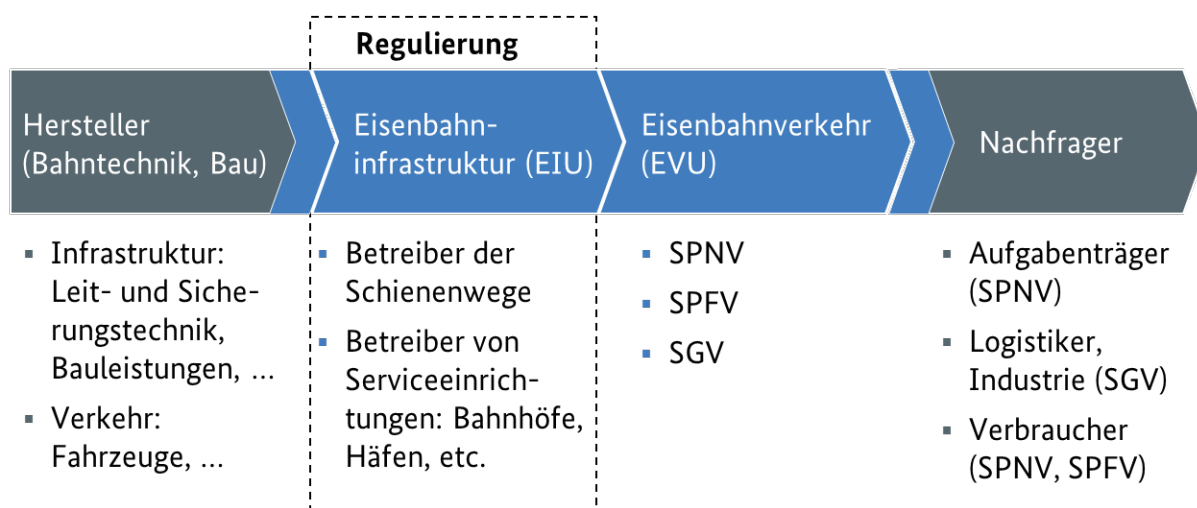 Regulierung
Hersteller
(Bahntechnik, Bau)
Eisenbahn-
infrastruktur (EIU)
Eisenbahnverkehr
(EVU)
Nachfrager
▪ Infrastruktur:
Leit- und Siche-
rungstechnik,
Bauleistungen, ...
▪ Verkehr:
Fahrzeuge, ...
▪ Betreiber der
Schienenwege
▪ Betreiber von
Serviceeinrich-
tungen: Bahnhöfe,
Häfen, etc.
▪ SPNV
▪ SPFV
▪ SGV
▪ Aufgabenträger
(SPNV)
▪ Logistiker,
Industrie (SGV)
▪ Verbraucher
(SPNV, SPFV)